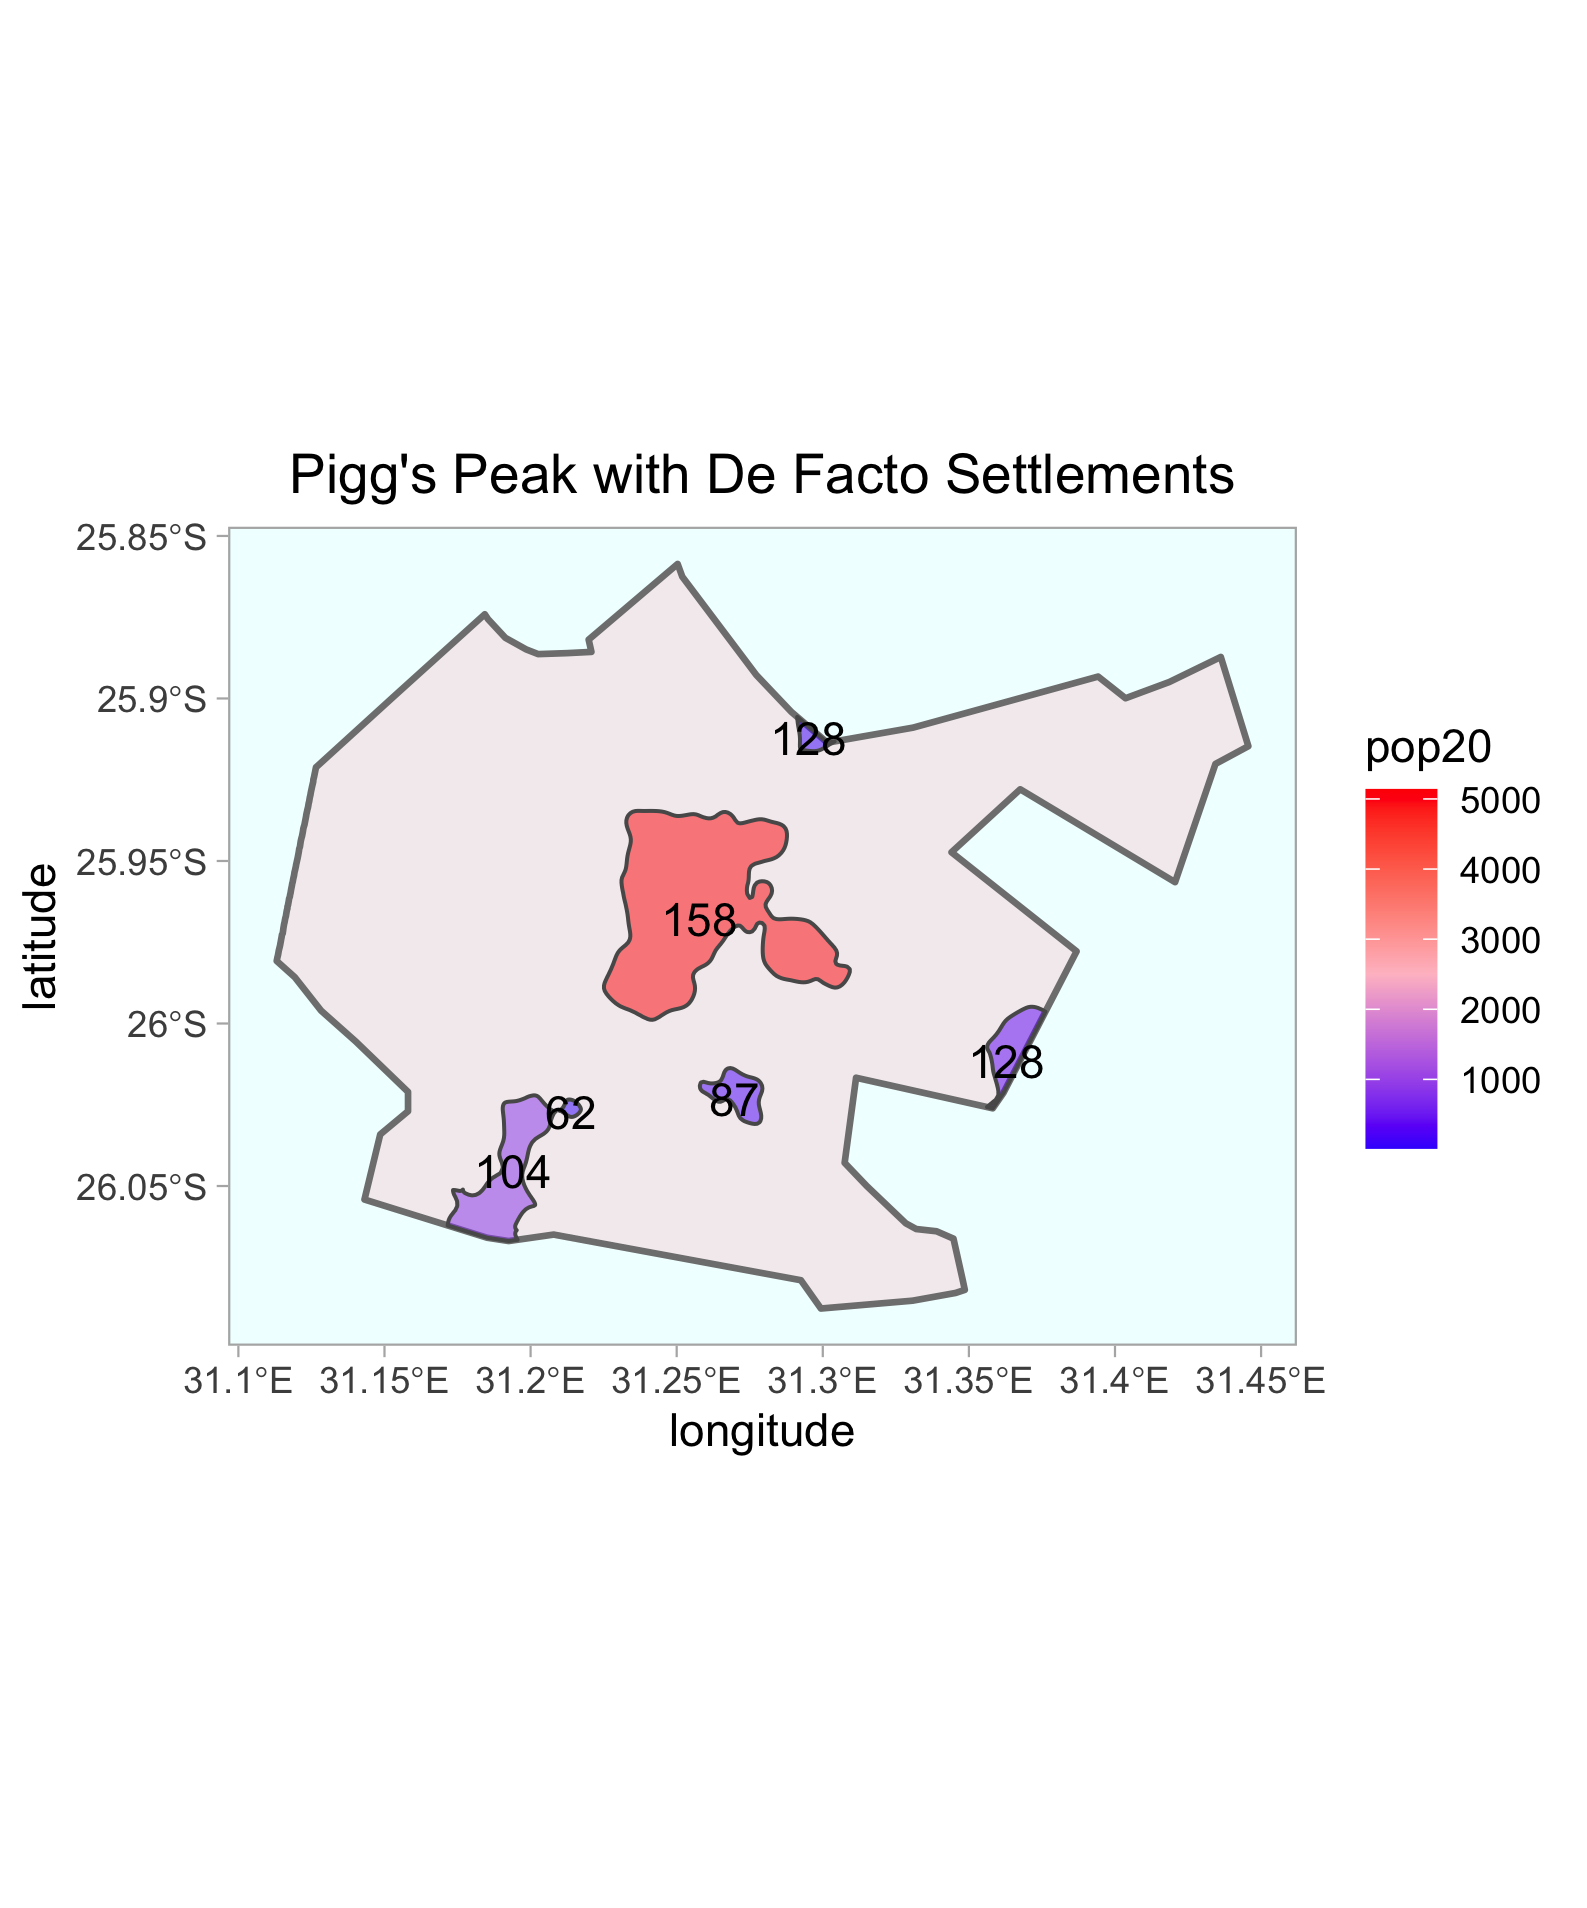 Pigg's Peak with De Facto Settlements
25.85°S
25.9°S
25.95°S
26°S
26.05°S
latitude
128
158
128
87
62
104
31.1°E 31.15°E 31.2°E 31.25°E 31.3°E 31.35°E 31.4°E 31.45°E
longitude
pop20
5000
4000
3000
2000
1000